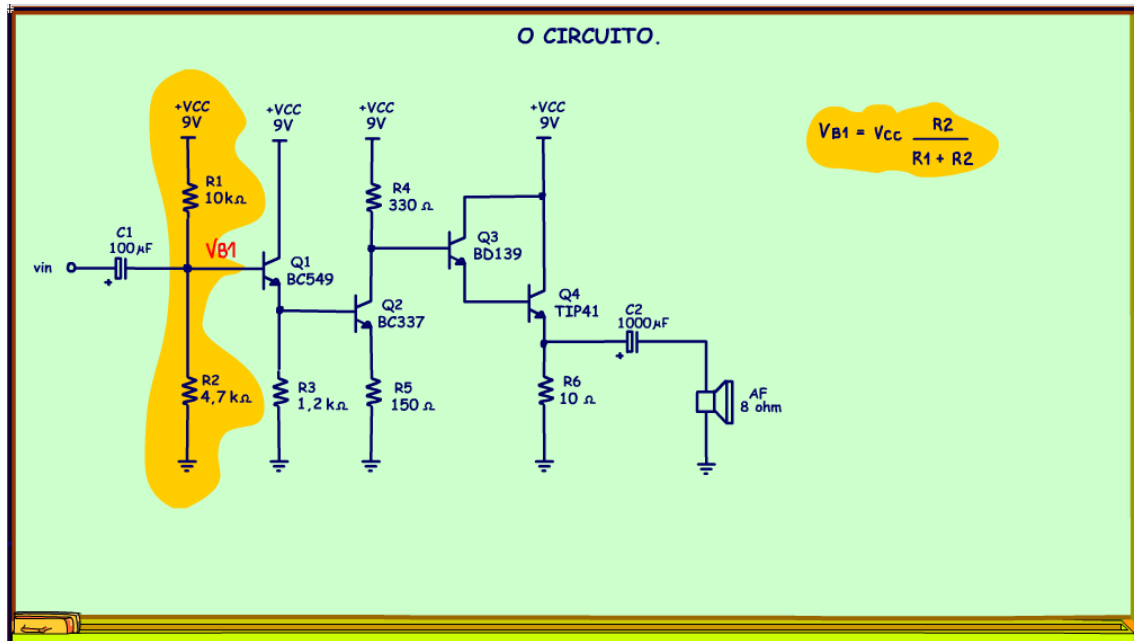 O CIRCUITO.
+VCC
9V
+VCC
9V
+VCC
9V
+VCC
9V
VB1 = VCC R2
R1 + R2
R1
10kΩ
R4
330 Ω
C1
100µF
VB1
vin
+
Q1
BC549
Q3
BD139
Q2
BC337
Q4
TIP41
C2
1000µF
+
R2
4,7 kΩ
R3
1,2 kΩ
R5
150 Ω
R6
10 Ω
AF
8 ohm